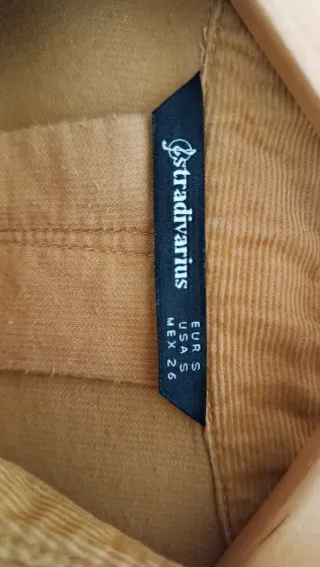 stradivarius
EUR S
USA S
MEX 26